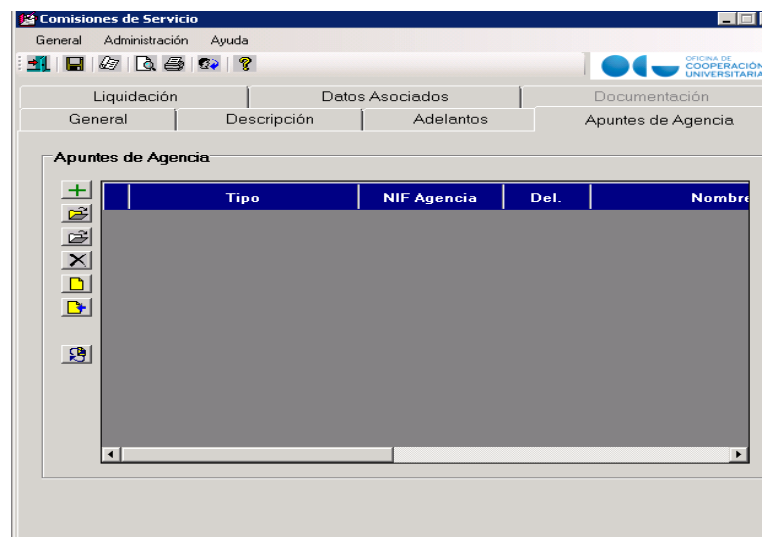 Comisiones de Servicio
General Administración Ayuda
OFICINA DE
COOPERACIÓN
UNIVERSITARIA
Liquidación Datos Asociados Documentación
General Descripción Adelantos Apuntes de Agencia
Apuntes de Agencia
Tipo NIF Agencia Del. Nombre